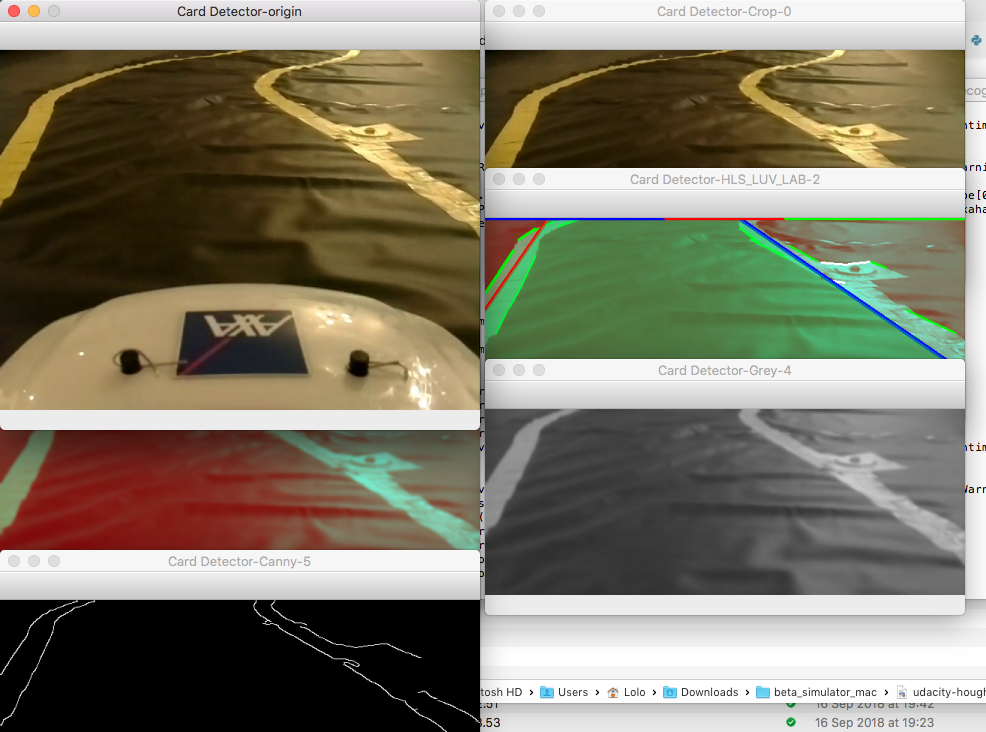 Card Detector-origin
Card Detector-Crop-0
AXA
Card Detector-HLS_LUV_LAB-2
Card Detector-Grey-4
Card Detector-Canny-5
Users
Lolo
Downloads
beta_simulator_mac
16 Sep 2018 at 19:42
.53
16 Sep 2018 at 19:23